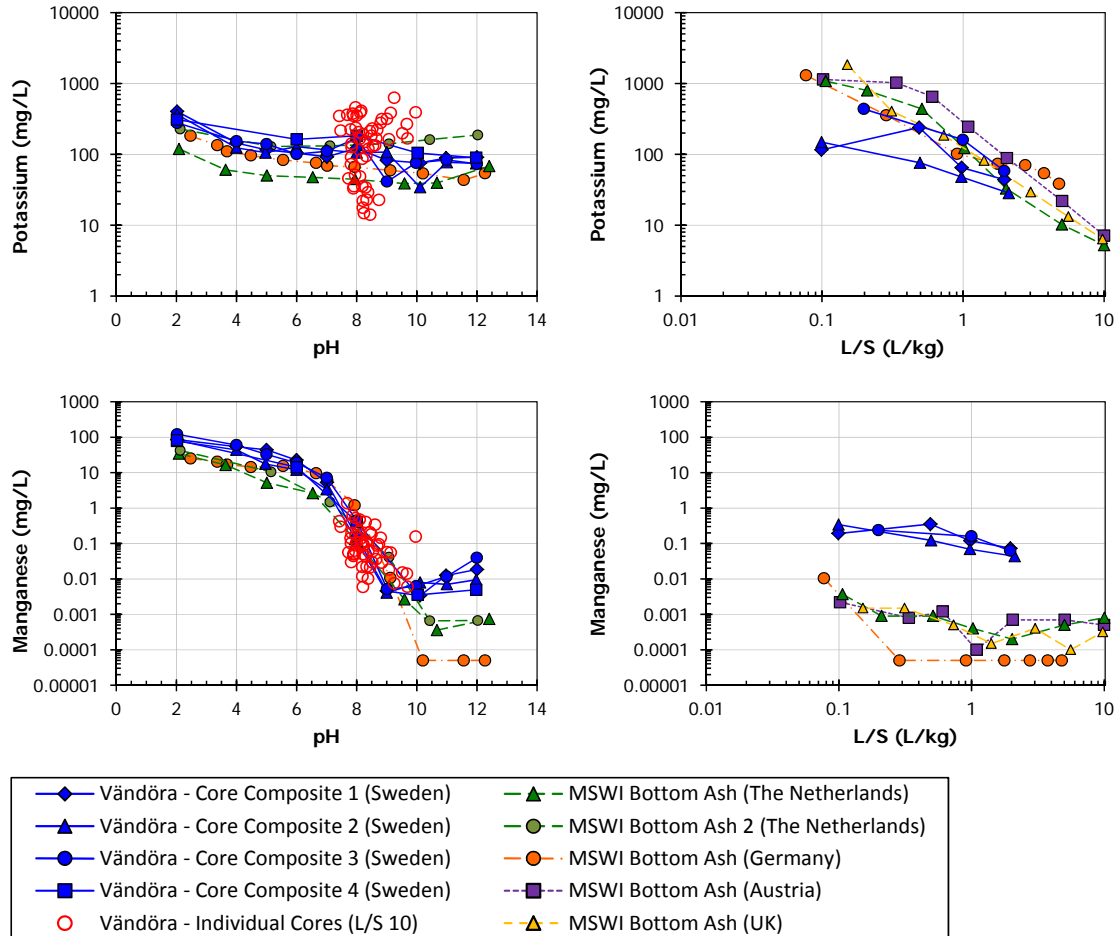 Potassium (mg/L)
10000
1000
100
10
1
0 2 4 6 8 10 12 14
pH
Potassium (mg/L)
10000
1000
100
10
1
0.01 0.1 1 10
L/S (L/kg)
Manganese (mg/L)
1000
100
10
1
0.1
0.01
0.001
0.0001
0.00001
0 2 4 6 8 10 12 14
pH
Manganese (mg/L)
1000
100
10
1
0.1
0.01
0.001
0.0001
0.00001
0.01 0.1 1 10
L/S (L/kg)
Vändöra - Core Composite 1 (Sweden)
Vändöra - Core Composite 2 (Sweden)
Vändöra - Core Composite 3 (Sweden)
Vändöra - Core Composite 4 (Sweden)
Vändöra - Individual Cores (L/S 10)
MSWI Bottom Ash (The Netherlands)
MSWI Bottom Ash 2 (The Netherlands)
MSWI Bottom Ash (Germany)
MSWI Bottom Ash (Austria)
MSWI Bottom Ash (UK)